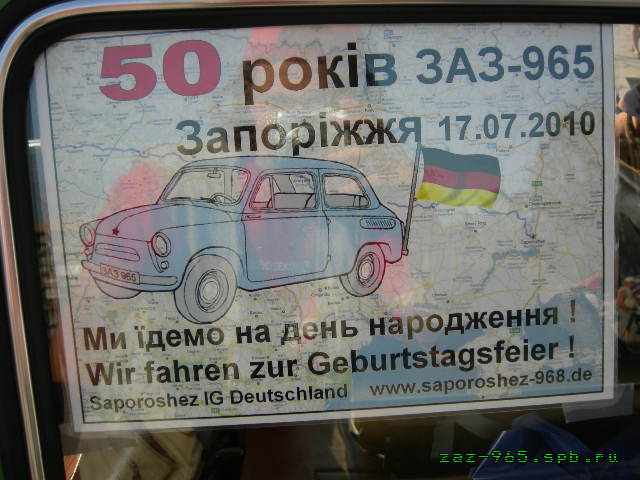 50 років ЗАЗ-965
Запоріжжя 17.07.2010
ЗАЗ 965
Ми їдемо на день народження !
Wir fahren zur Geburtstagsfeier !
Saporoshez IG Deutschland www.saporoshez-968.de
zaz-965.spb.ru